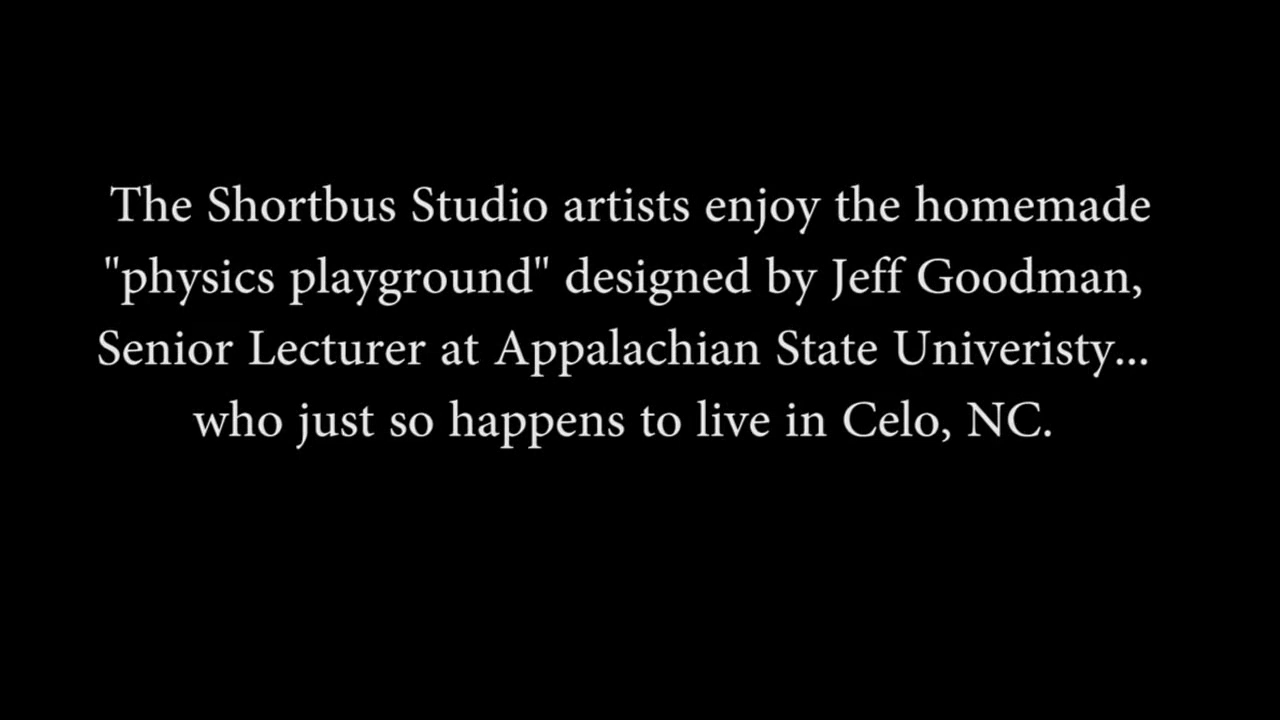 The Shortbus Studio artists enjoy the homemade
"physics playground" designed by Jeff Goodman,
Senior Lecturer at Appalachian State Univeristy...
who just so happens to live in Celo, NC.